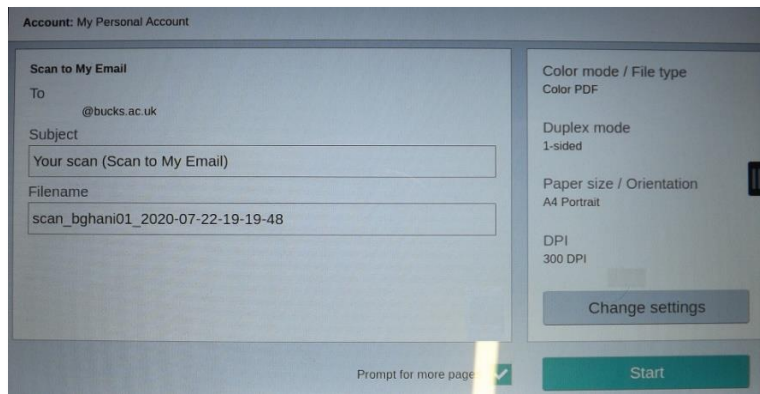 Account: My Personal Account
Scan to My Email
To
@bucks.ac.uk
Subject
Your scan (Scan to My Email)
Filename
scan_bghani01_2020-07-22-19-19-48
Color mode / File type
Color PDF
Duplex mode
1-sided
Paper size / Orientation
A4 Portrait
DPI
300 DPI
Change settings
Prompt for more page
Start